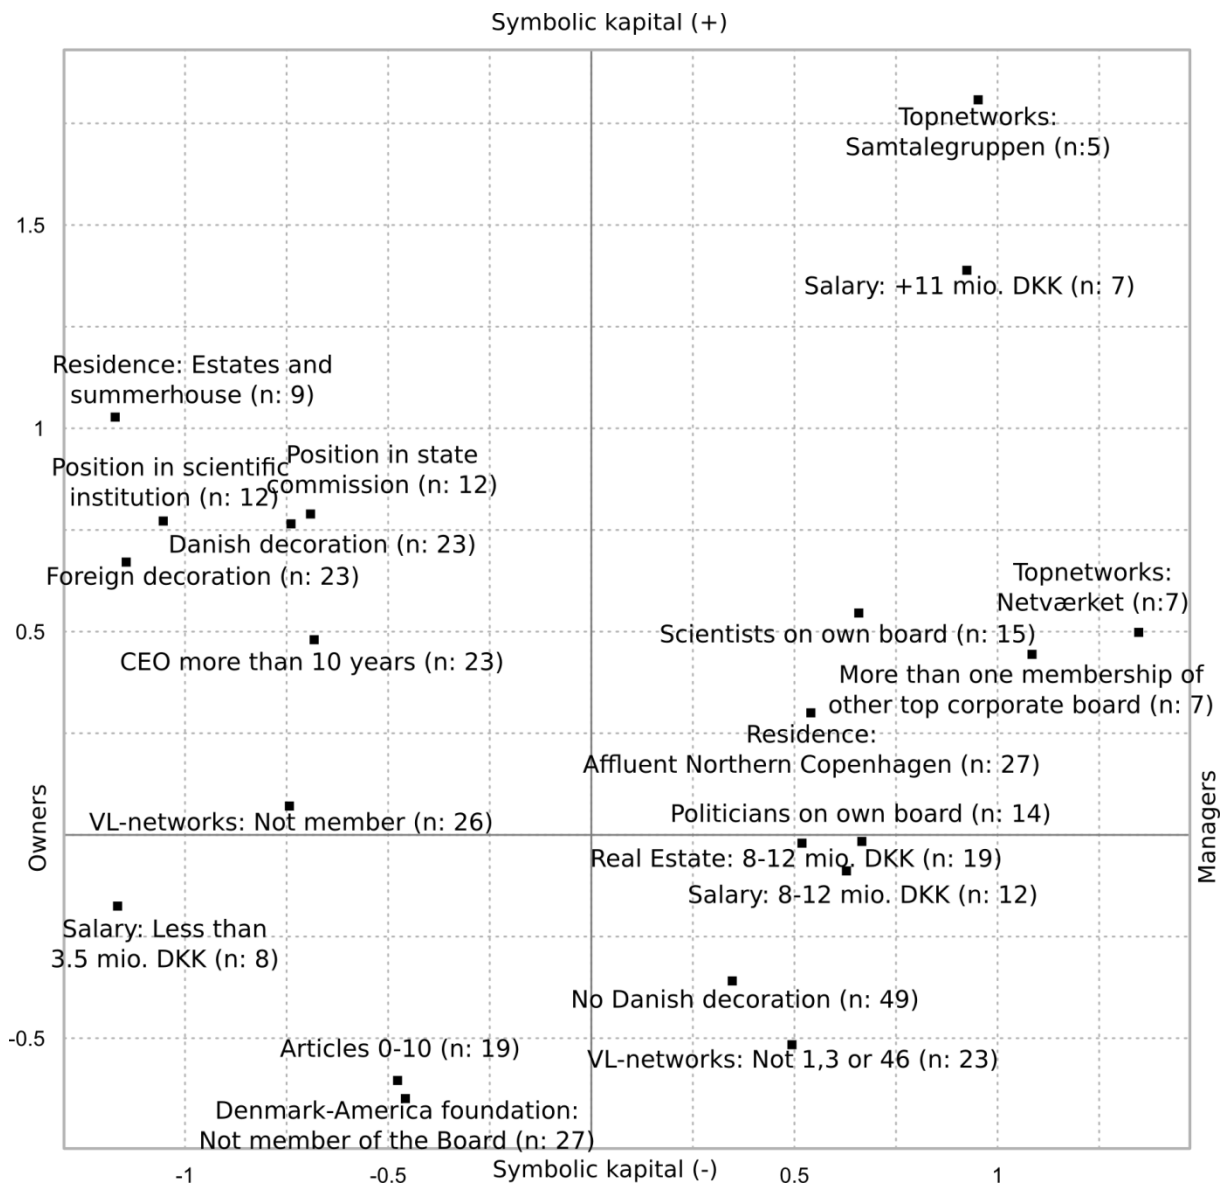 Symbolic kapital (+)
Topnetworks:
Samtalegruppen (n:5)
1.5
Salary: +11 mio. DKK (n: 7)
Residence: Estates and
summerhouse (n: 9)
1
Position in state
commission (n: 12)
Position in scientific
institution (n: 12)
Danish decoration (n: 23)
Foreign decoration (n: 23)
Topnetworks:
Netværket (n:7)
0.5
Scientists on own board (n: 15)
CEO more than 10 years (n: 23)
More than one membership of
other top corporate board (n: 7)
Residence:
Affluent Northern Copenhagen (n: 27)
Owners
Managers
Politicians on own board (n: 14)
VL-networks: Not member (n: 26)
Real Estate: 8-12 mio. DKK (n: 19)
Salary: 8-12 mio. DKK (n: 12)
Salary: Less than
3.5 mio. DKK (n: 8)
No Danish decoration (n: 49)
-0.5
Articles 0-10 (n: 19)
VL-networks: Not 1,3 or 46 (n: 23)
Denmark-America foundation:
Not member of the Board (n: 27)
-1
-0.5
Symbolic kapital (-)
0.5
1